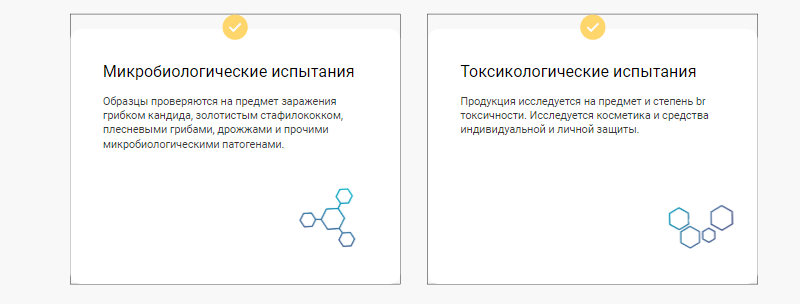 Микробиологические испытания
Образцы проверяются на предмет заражения
грибком кандида, золотистым стафилококком,
плесневыми грибами, дрожжами и прочими
микробиологическими патогенами.
Токсикологические испытания
Продукция исследуется на предмет и степень br
токсичности. Исследуется косметика и средства
индивидуальной и личной защиты.